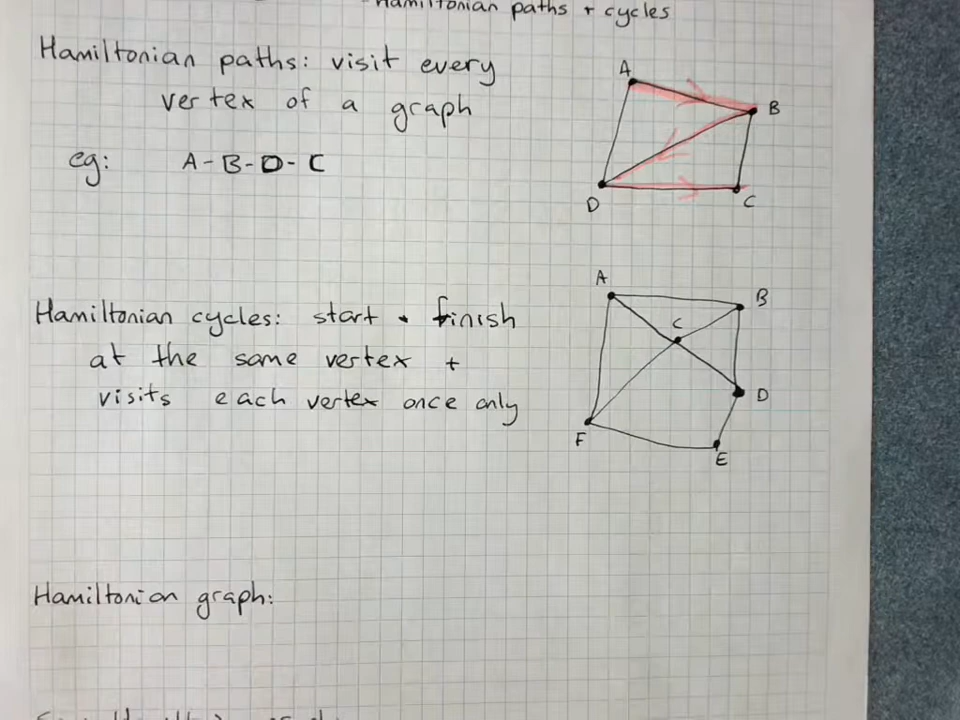 Hamiltonian paths + cycles
Hamiltonian paths: visit every
vertex of a graph
eg: A-B-D-C
A
B
D
C
Hamiltonian cycles: start + finish
at the same vertex +
visits each vertex once only
A
B
C
D
F
E
Hamiltonian graph: